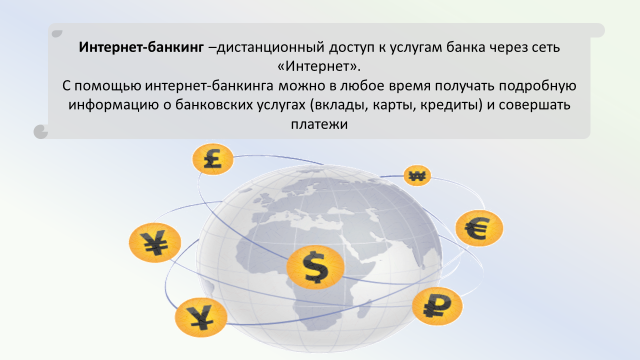 Интернет-банкинг –дистанционный доступ к услугам банка через сеть
«Интернет».
С помощью интернет-банкинга можно в любое время получать подробную
информацию о банковских услугах (вклады, карты, кредиты) и совершать
платежи
£
₩
¥
€
$
¥
₽